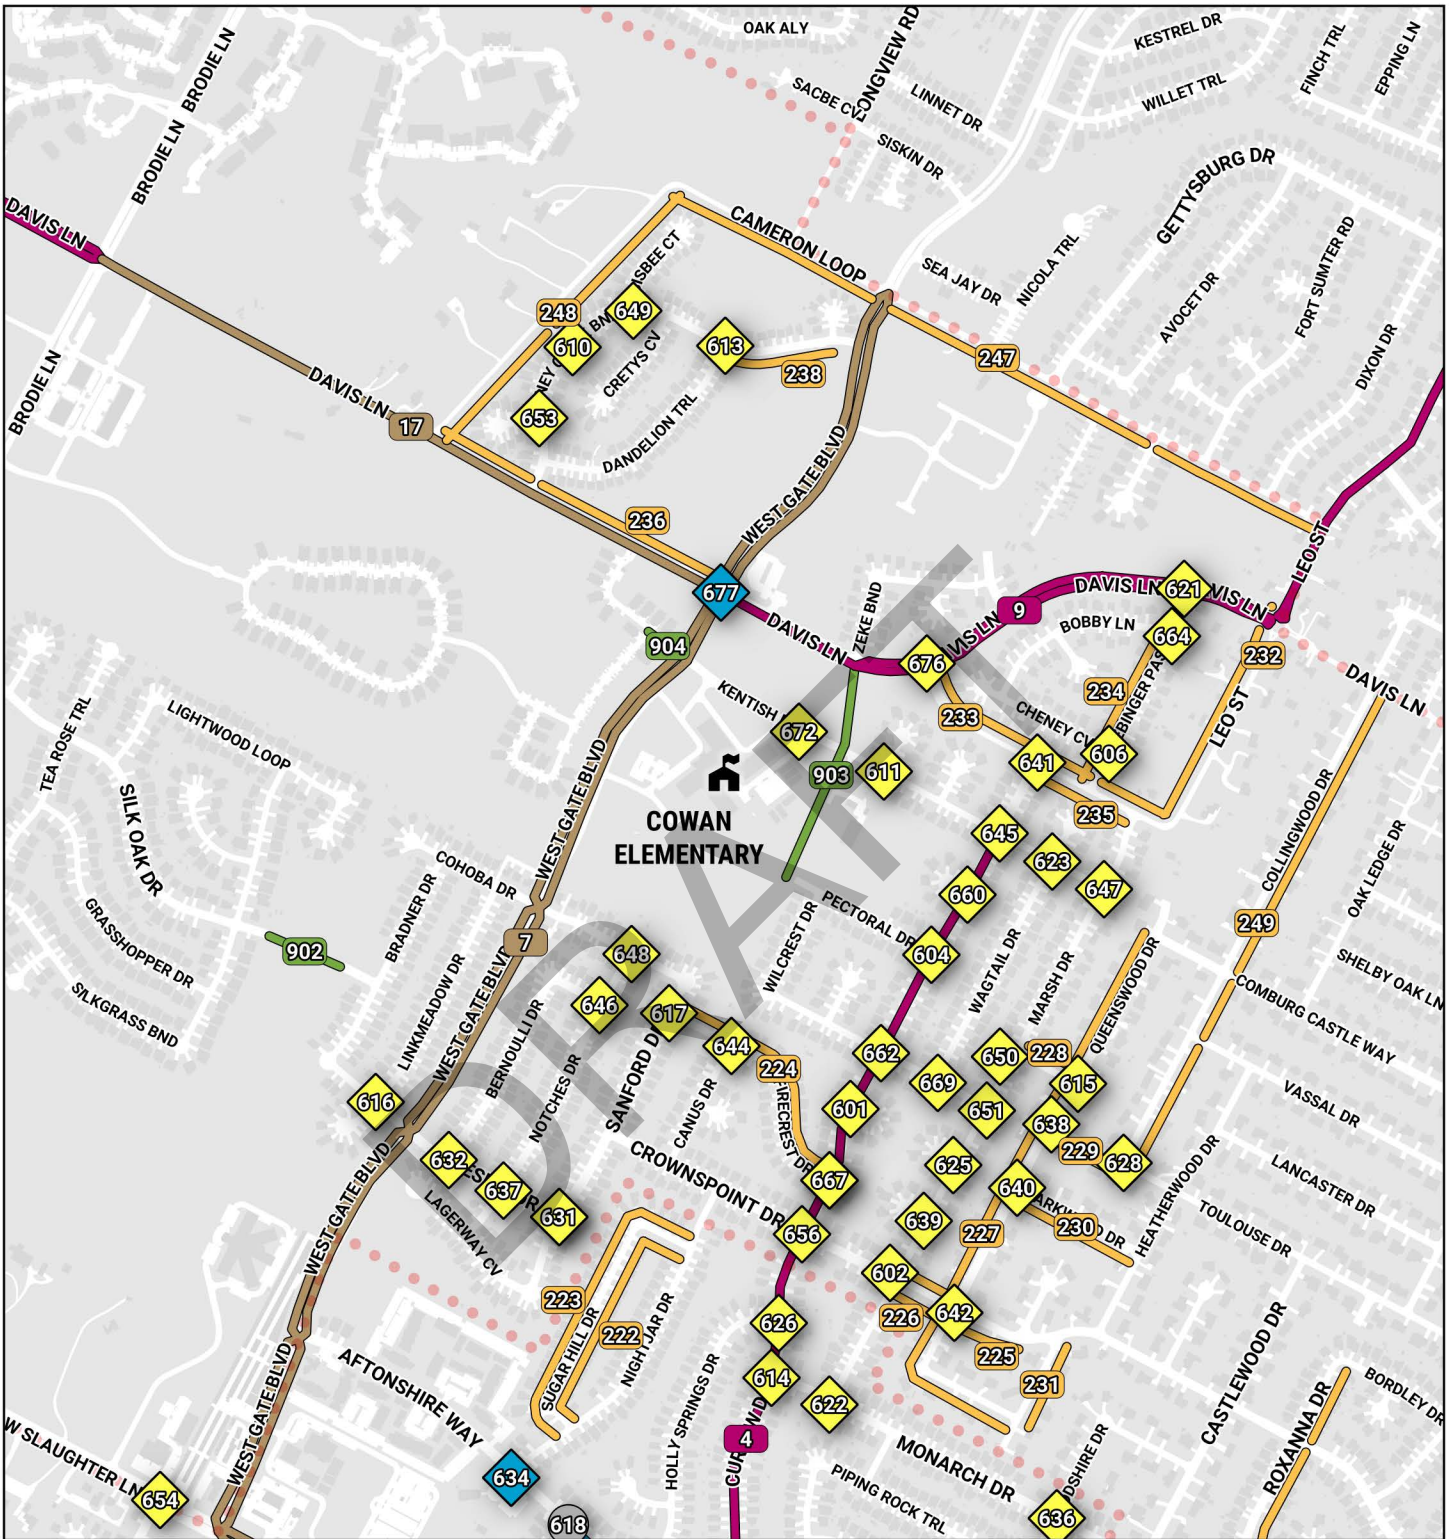 OAK ALY
LONGVIEW RD
KESTREL DR
FINCH TRL
EPPING LN
BRODIE LN
BRODIE LN
SACBE CV
LINNET DR
WILLET TRL
SISKIN DR
GETTYSBURG DR
DAVIS LN
CAMERON LOOP
SEA JAY DR
NICOLA TRL
AVOCET DR
FORT SUMTER RD
DIXON DR
248
649
610
613
238
247
CRETYS CV
653
BRODIE LN
DAVIS LN
17
DANDELION TRL
WEST GATE BLVD
236
LEO ST
677
DAVIS LN
ZEKE BND
DAVIS LN
9
621
BOBBY LN
664
904
676
232
DAVIS LN
234
KENTISH
233
CHENEY CV
LEO ST
TEA ROSE TRL
LIGHTWOOD LOOP
672
606
641
903
611
235
SILK OAK DR
WEST GATE BLVD
COWAN
ELEMENTARY
645
623
647
COLLINGWOOD DR
OAK LEDGE DR
COHOBA DR
BRADNER DR
660
PECTORAL DR
WILCREST DR
249
GRASSHOPPER DR
902
7
648
604
WAGTAIL DR
MARSH DR
QUEENSWOOD DR
SHELBY OAK LN
SILKGRASS BND
LINKMEADOW DR
WEST GATE BLVD
646
617
644
COMBURG CASTLE WAY
BERNOULLI DR
NOTCHES DR
SANFORD D
224
662
650
228
669
615
616
CANUS DR
FIRECREST DR
601
651
638
VASSAL DR
632
637
631
LAGERWAY CV
CROWNSPOINT DR
667
625
229
628
HEATHERWOOD DR
LANCASTER DR
WEST GATE BLVD
640
230
656
639
227
TOULOUSE DR
223
222
SUGAR HILL DR
NIGHTJAR DR
602
226
642
225
626
231
CASTLEWOOD DR
AFTONSHIRE WAY
614
622
HOLLY SPRINGS DR
BORDLEY DR
WEST GATE BLVD
4
ROXANNA DR
W SLAUGHTER LN
654
634
618
MONARCH DR
PIPING ROCK TRL
636
DRAFT